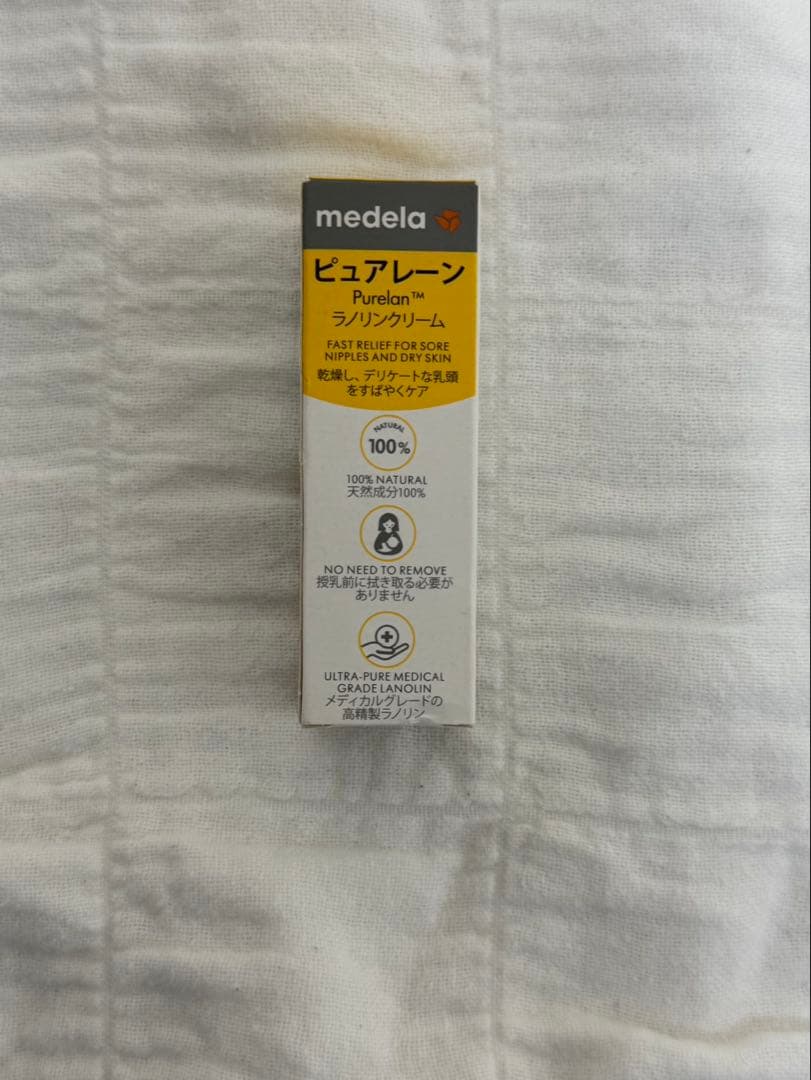 medela
ピュアレーン
Purelan™
ラノリンクリーム
FAST RELIEF FOR SORE
NIPPLES AND DRY SKIN
乾燥し、デリケートな乳頭
をすばやくケア
NATURAL
100%
100% NATURAL
天然成分100%
NO NEED TO REMOVE
授乳前に拭き取る必要が
ありません
ULTRA-PURE MEDICAL
GRADE LANOLIN
メディカルグレードの
高精製ラノリン